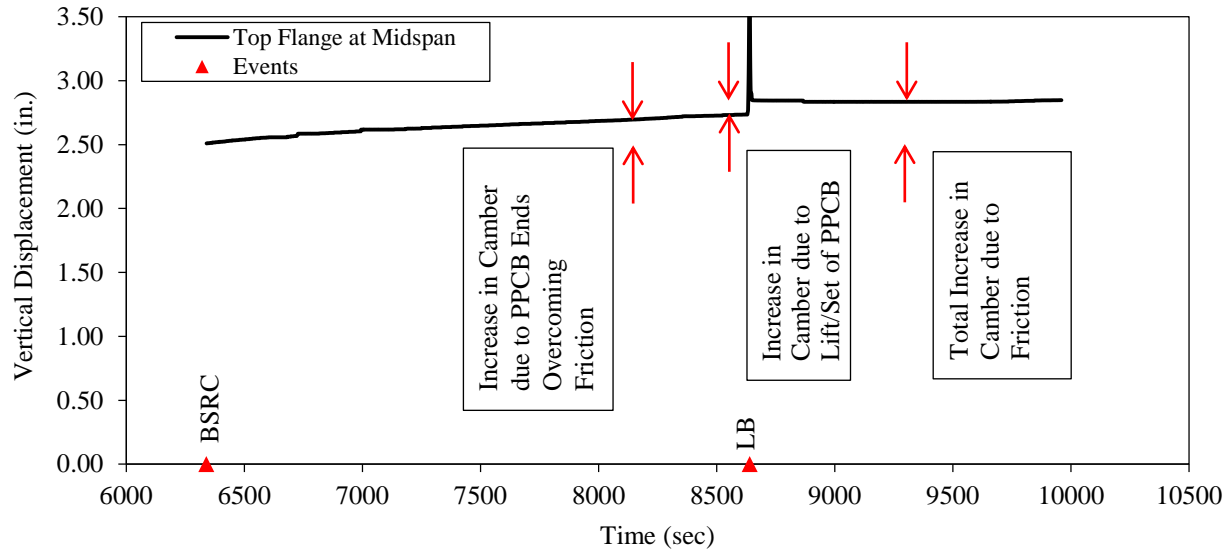 3.50
3.00
2.50
2.00
1.50
1.00
0.50
0.00
Vertical Displacement (in.)
Top Flange at Midspan
Events
Increase in Camber
due to PPCB Ends
Overcoming
Friction
Increase in
Camber due to
Lift/Set of PPCB
Total Increase in
Camber due to
Friction
BSRC
LB
6000
6500
7000
7500
8000
8500
9000
9500
10000
10500
Time (sec)